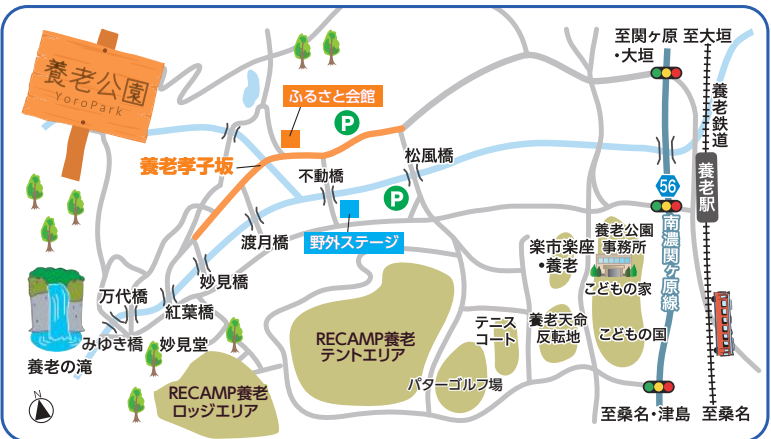 養老公園
YoroPark
至関ヶ原
・大垣
至大垣
養老鉄道
ふるさと会館
P
養老孝子坂
不動橋
松風橋
P
56
養老駅
南濃関ヶ原線
渡月橋
野外ステージ
楽市楽座
・養老
養老公園
事務所
こどもの家
妙見橋
万代橋
紅葉橋
みゆき橋
妙見堂
養老の滝
RECAMP養老
テントエリア
テニス
コート
養老天命
反転地
こどもの国
パターゴルフ場
RECAMP養老
ロッジエリア
N
至桑名・津島
至桑名